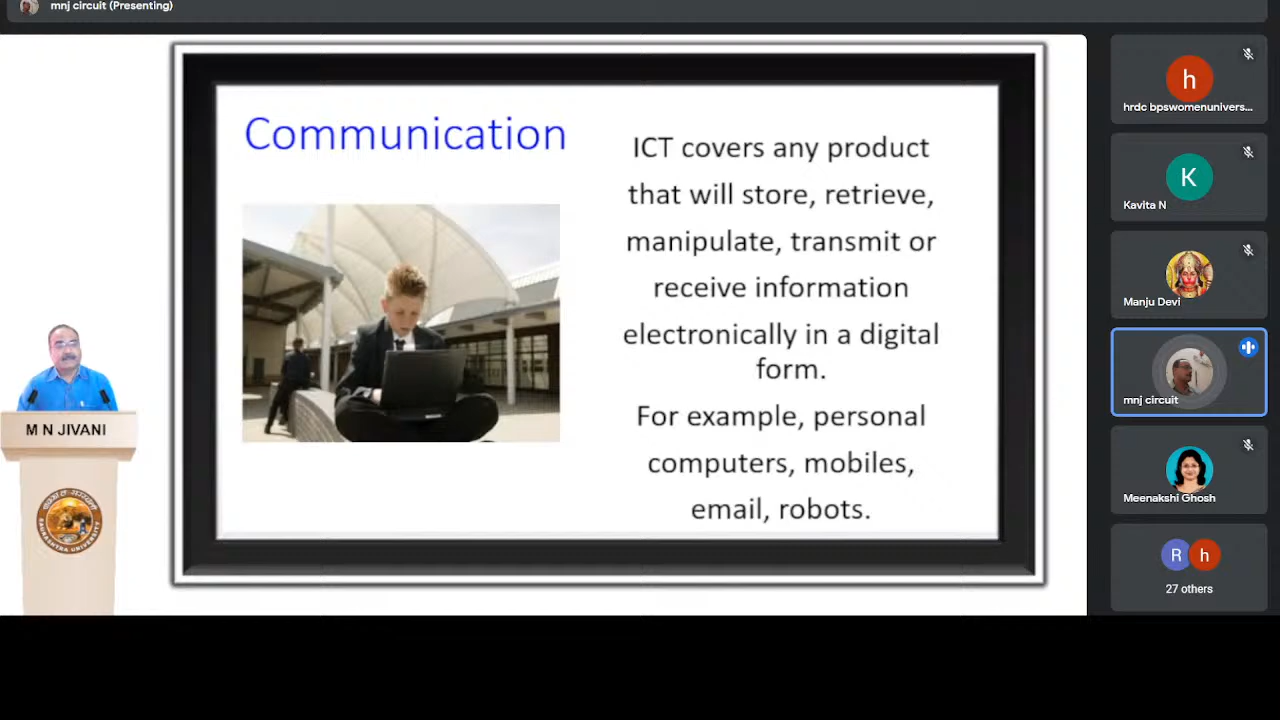 mnj circuit (Presenting)
Communication
ICT covers any product
that will store, retrieve,
manipulate, transmit or
receive information
electronically in a digital
form.
For example, personal
computers, mobiles,
email, robots.
M N JIVANI
SAURASHTRA UNIVERSITY
h
hrdc bpswomenunivers...
K
Kavita N
Manju Devi
mnj circuit
Meenakshi Ghosh
R
h
27 others